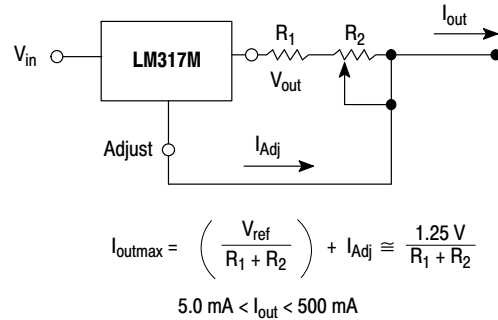 I_out
R_1 R_2
V_in LM317M
V_out
Adjust I_Adj
I_outmax = ( V_ref / R_1 + R_2 ) + I_Adj ≅ 1.25 V / R_1 + R_2
5.0 mA < I_out < 500 mA